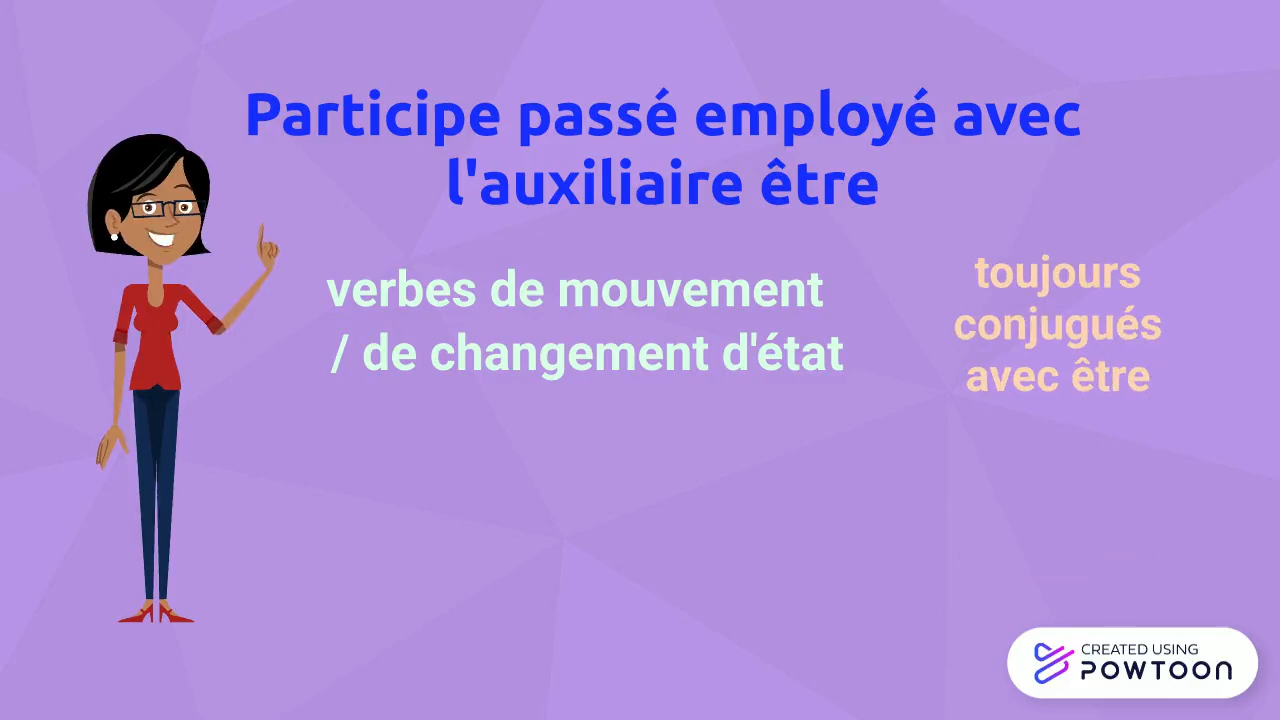 Participe passé employé avec
l'auxiliaire être
verbes de mouvement
/ de changement d'état
toujours
conjugués
avec être
CREATED USING
POWTOON